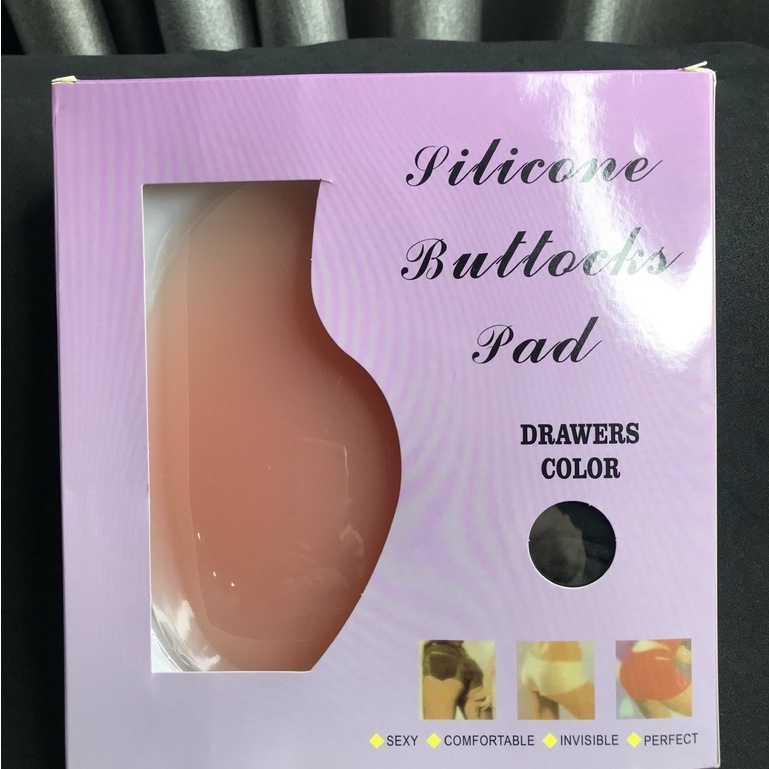 Silicone
Buttocks
Pad
DRAWERS
COLOR
SEXY COMFORTABLE INVISIBLE PERFECT